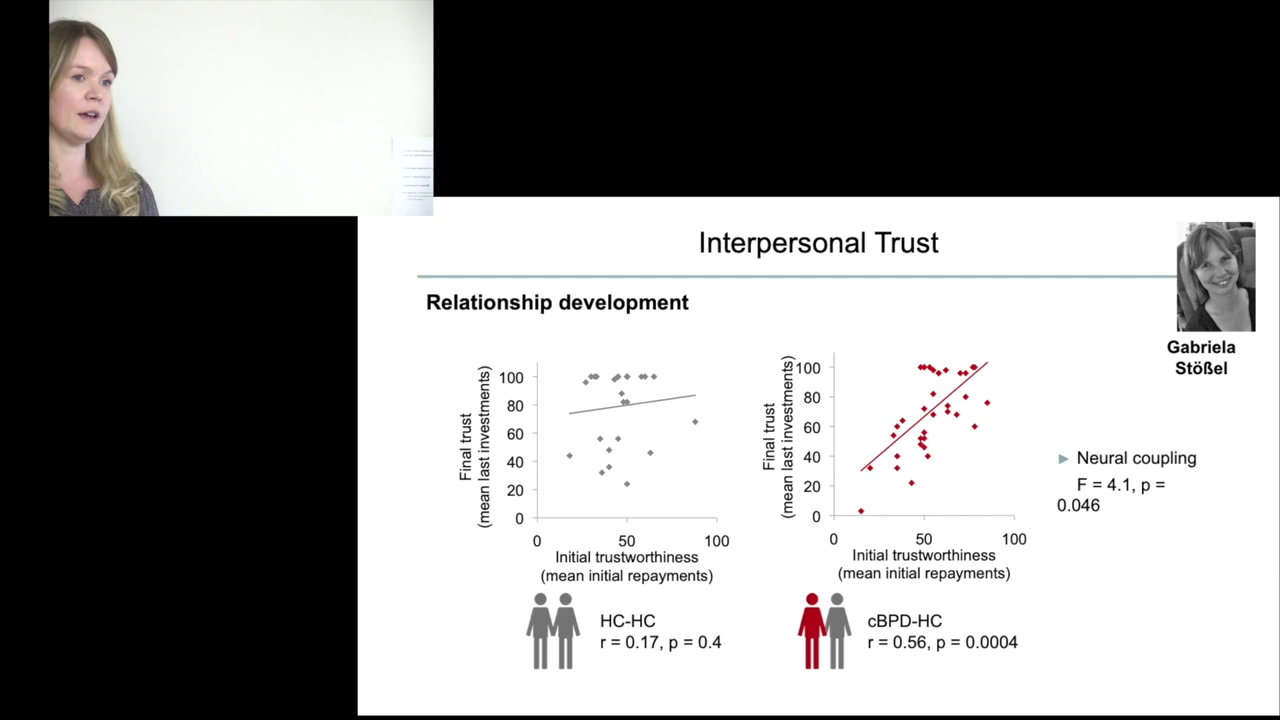 Interpersonal Trust
Relationship development
Gabriela
Stößel
Final trust
(mean last investments)
100
80
60
40
20
0
0
50
100
Initial trustworthiness
(mean initial repayments)
HC-HC
r = 0.17, p = 0.4
Final trust
(mean last investments)
100
80
60
40
20
0
0
50
100
Initial trustworthiness
(mean initial repayments)
cBPD-HC
r = 0.56, p = 0.0004
Neural coupling
F = 4.1, p =
0.046